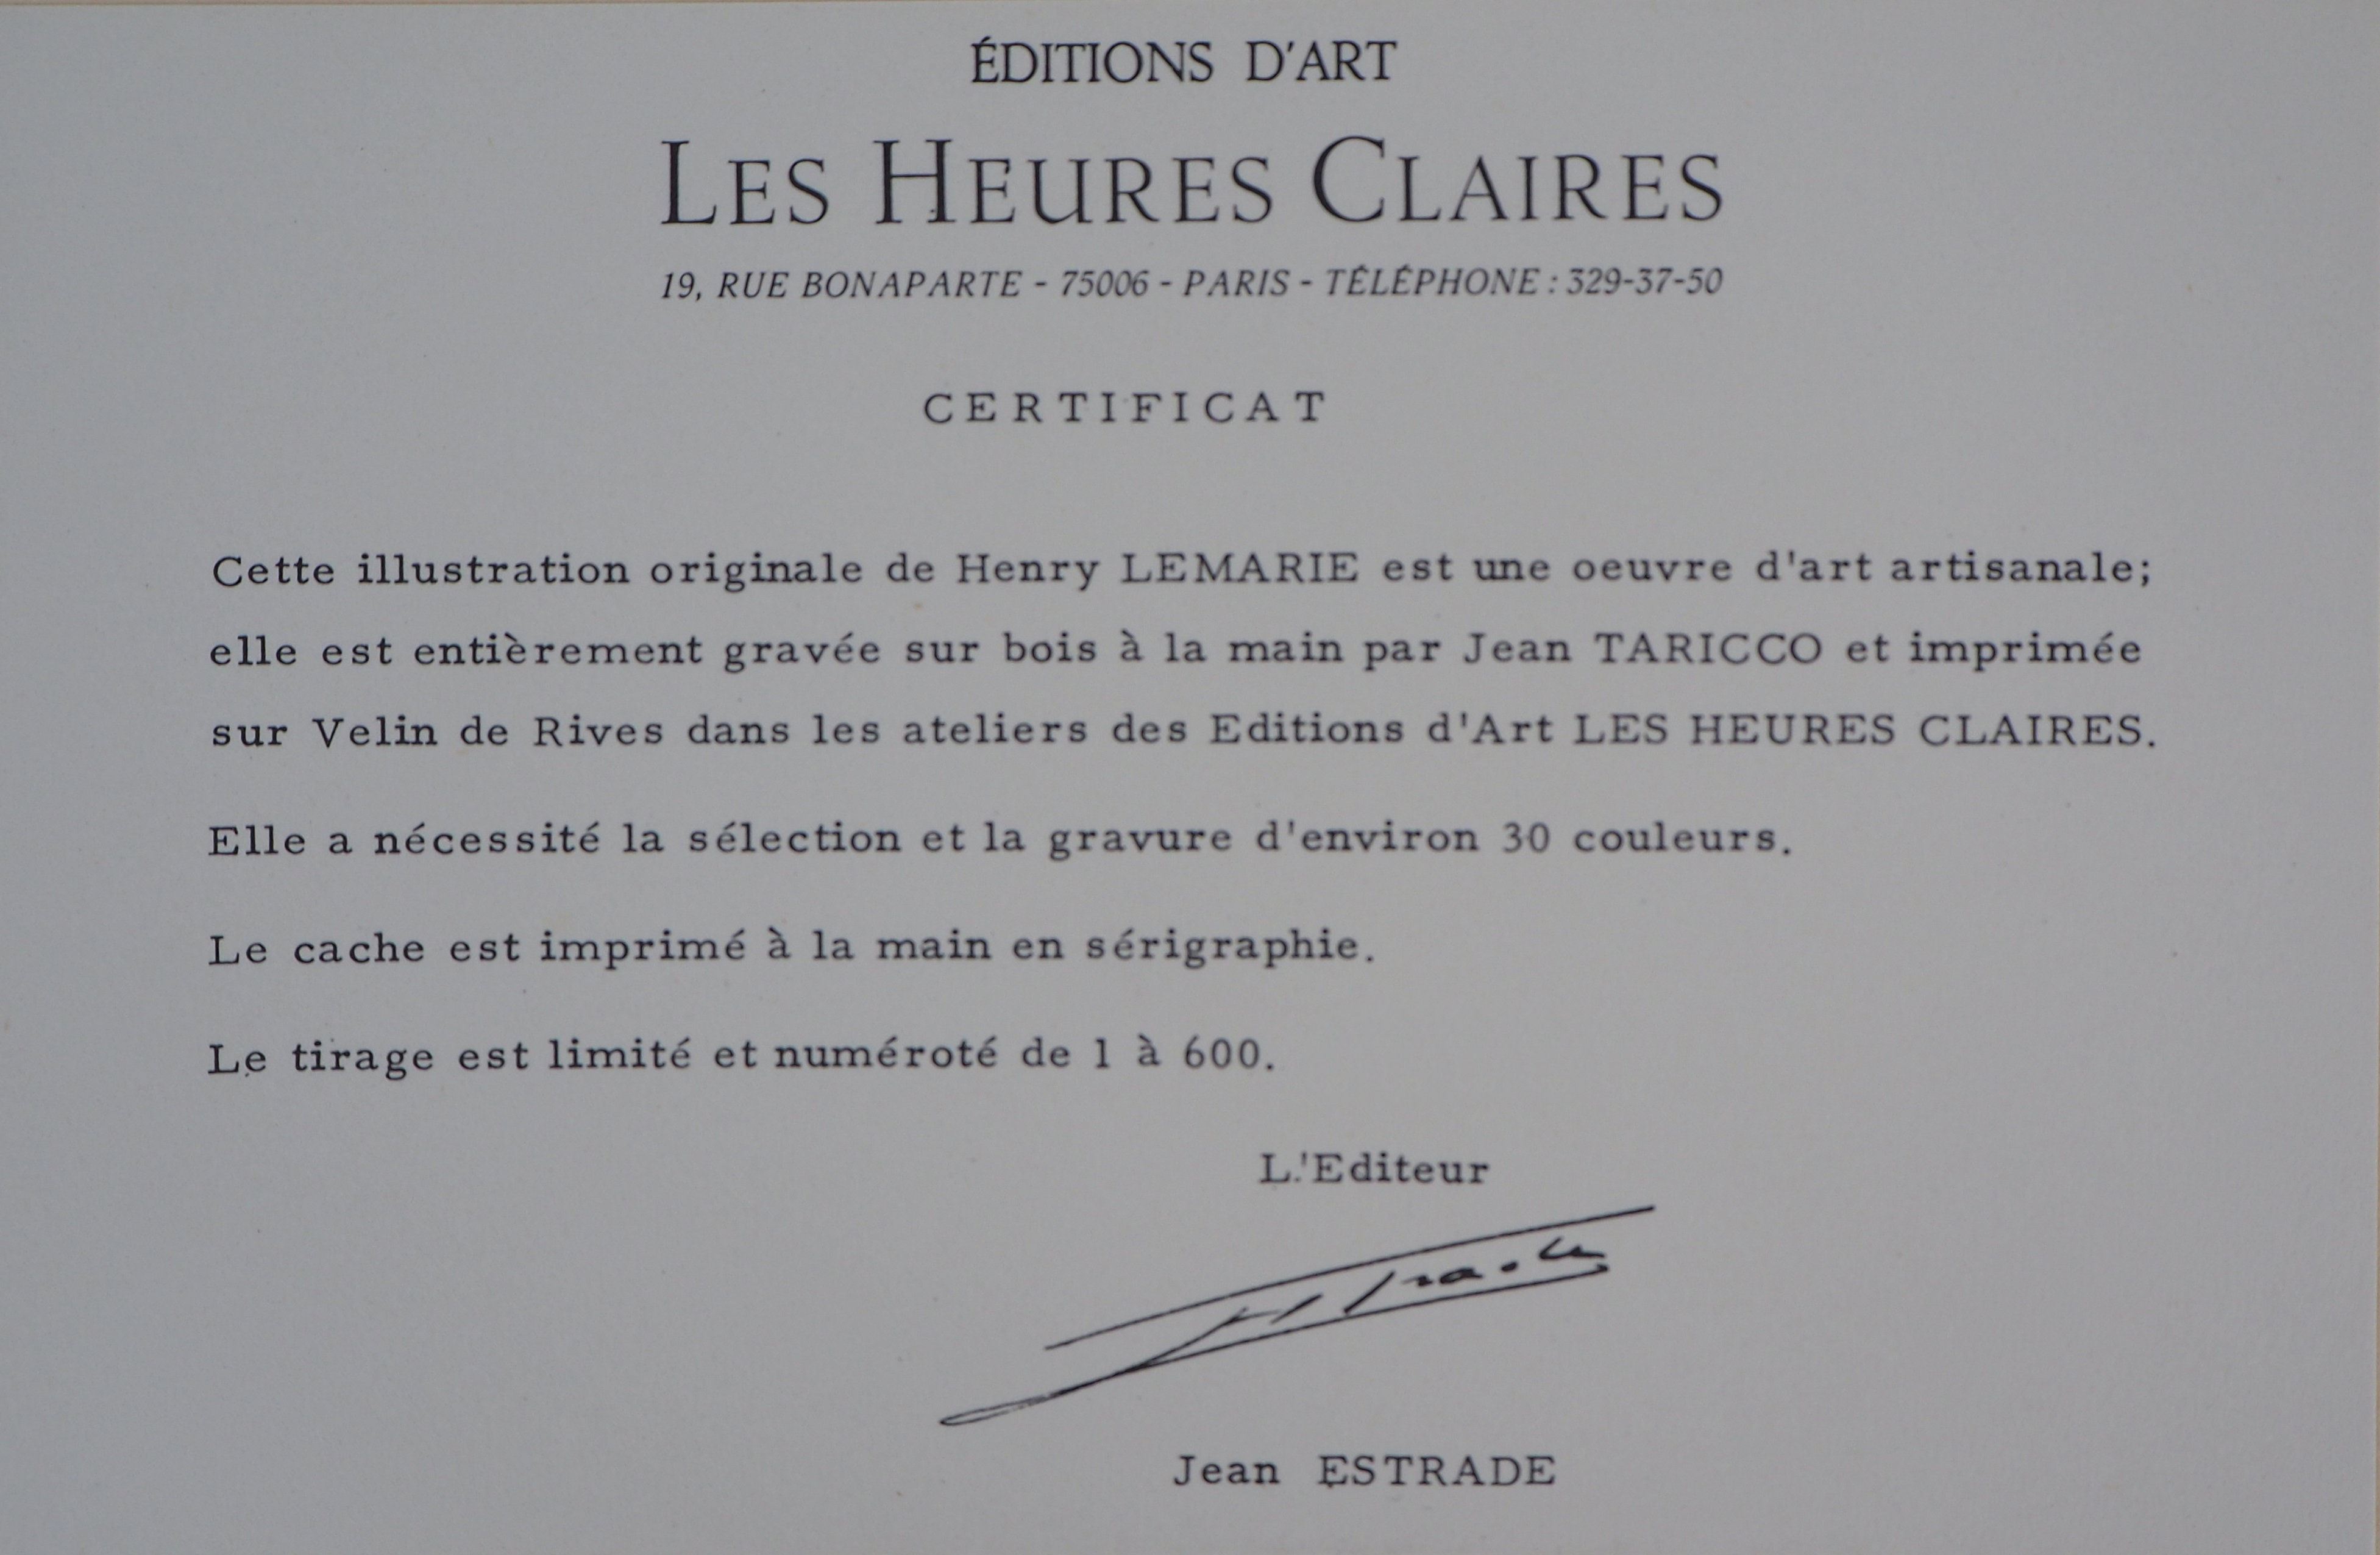 ÉDITIONS D'ART
LES HEURES CLAIRES
19, RUE BONAPARTE - 75006 - PARIS - TÉLÉPHONE : 329-37-50
CERTIFICAT
Cette illustration originale de Henry LEMARIE est une oeuvre d'art artisanale;
elle est entièrement gravée sur bois à la main par Jean TARICCO et imprimée
sur Velin de Rives dans les ateliers des Editions d'Art LES HEURES CLAIRES.
Elle a nécessité la sélection et la gravure d'environ 30 couleurs.
Le cache est imprimé à la main en sérigraphie.
Le tirage est limité et numéroté de 1 à 600.
L'Editeur
Jean ESTRADE